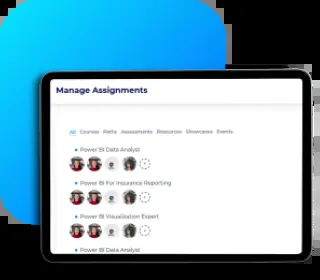 Manage Assignments
All Courses Paths Assessments Resources Showcases Events
Power BI Data Analyst
Power BI For Insurance Reporting
Power BI Visualization Expert
Power BI Data Analyst